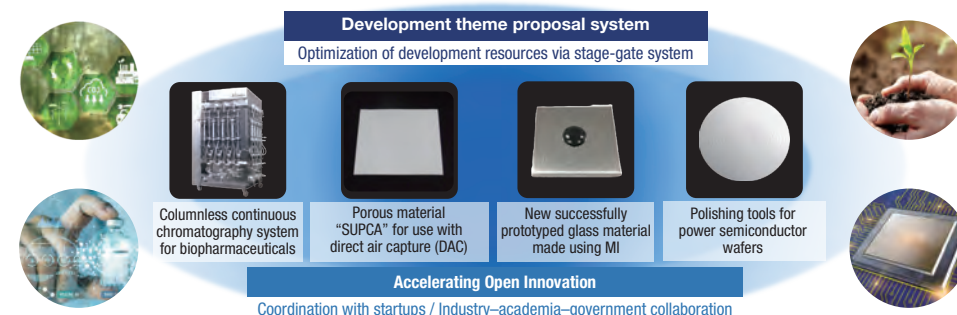 Development theme proposal system
Optimization of development resources via stage-gate system
Columnless continuous
chromatography system
for biopharmaceuticals
Porous material
“SUPCA” for use with
direct air capture (DAC)
New successfully
prototyped glass material
made using MI
Polishing tools for
power semiconductor
wafers
Accelerating Open Innovation
Coordination with startups / Industry–academia–government collaboration